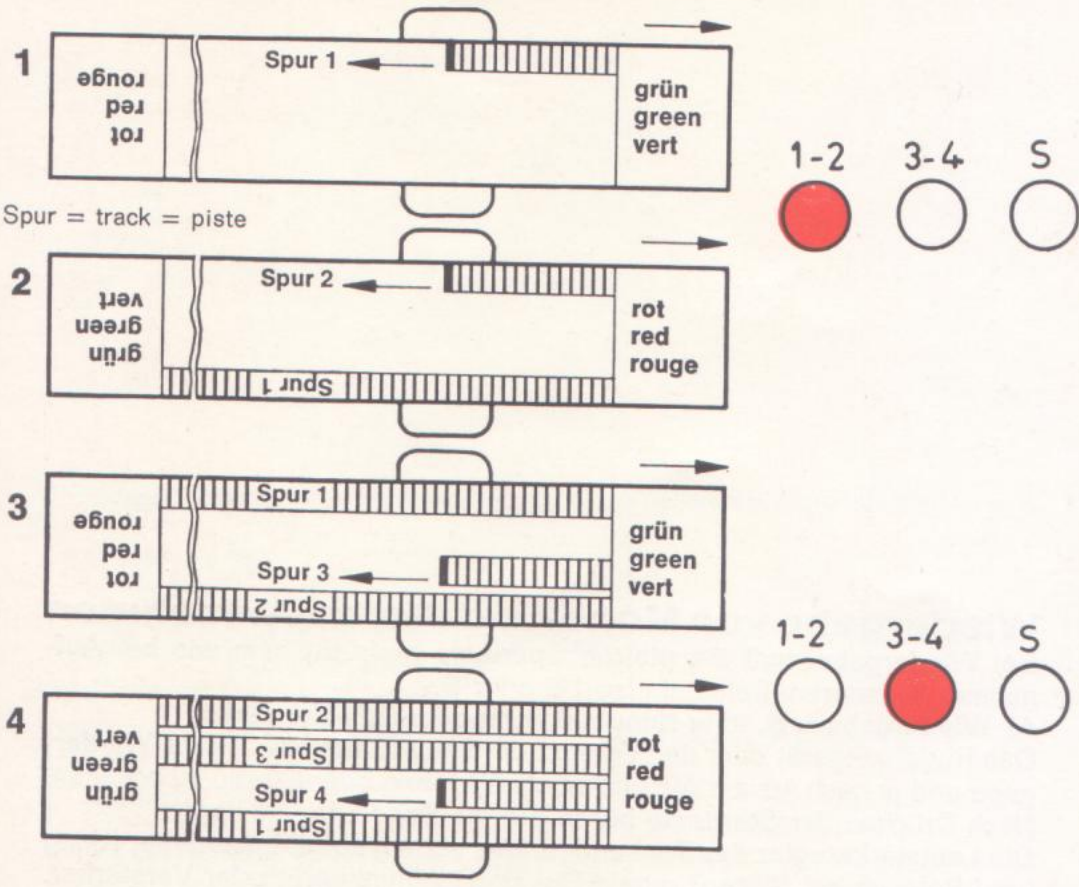 1
rot
red
rouge
Spur 1
grün
green
vert
1-2 3-4 S
Spur = track = piste
2
grün
green
vert
Spur 2
Spur 1
rot
red
rouge
3
rot
red
rouge
Spur 1
Spur 3
Spur 2
grün
green
vert
1-2 3-4 S
4
grün
green
vert
Spur 2
Spur 3
Spur 4
Spur 1
rot
red
rouge